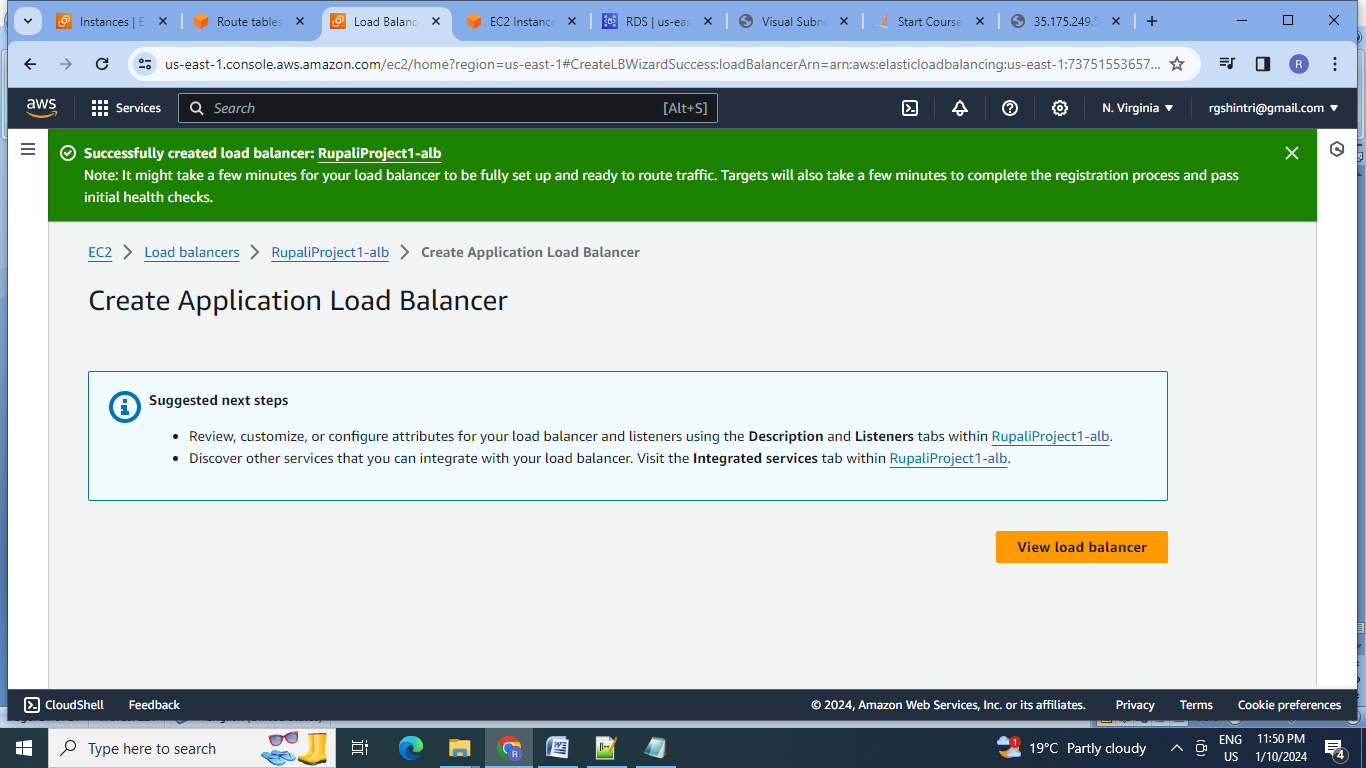 Instances | E
Route tables
Load Balanc
EC2 Instance
RDS | us-eas
Visual Subne
Start Course
35.175.249.5
us-east-1.console.aws.amazon.com/ec2/home?region=us-east-1#CreateLBWizardSuccess:loadBalancerArn=arn:aws:elasticloadbalancing:us-east-1:73751553657...
R
aws
Services
Search
[Alt+S]
N. Virginia
rgshintri@gmail.com
Successfully created load balancer: RupaliProject1-alb
Note: It might take a few minutes for your load balancer to be fully set up and ready to route traffic. Targets will also take a few minutes to complete the registration process and pass
initial health checks.
EC2
Load balancers
RupaliProject1-alb
Create Application Load Balancer
Create Application Load Balancer
Suggested next steps
• Review, customize, or configure attributes for your load balancer and listeners using the Description and Listeners tabs within RupaliProject1-alb.
• Discover other services that you can integrate with your load balancer. Visit the Integrated services tab within RupaliProject1-alb.
View load balancer
CloudShell
Feedback
© 2024, Amazon Web Services, Inc. or its affiliates.
Privacy
Terms
Cookie preferences
Type here to search
1
19°C Partly cloudy
ENG
US
11:50 PM
1/10/2024
4